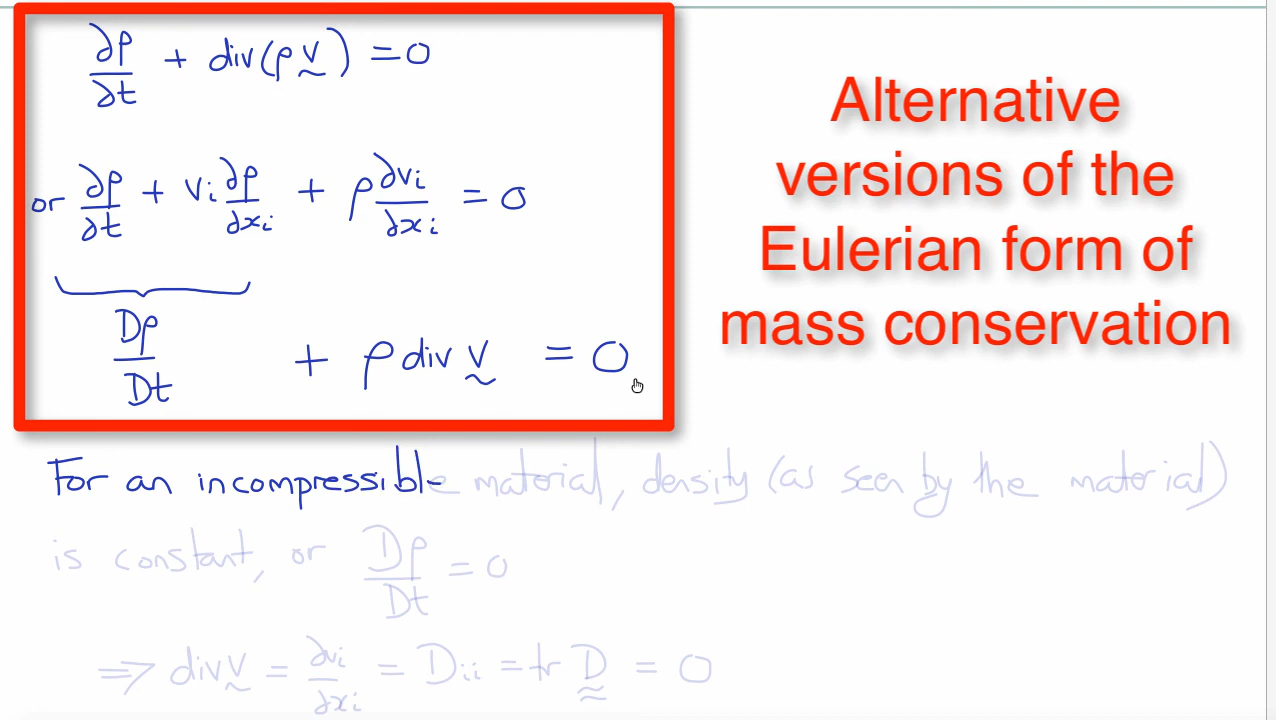 ∂ρ/∂t + div(ρ v) = 0
or ∂ρ/∂t + vᵢ ∂ρ/∂xᵢ + ρ ∂vᵢ/∂xᵢ = 0
Dρ/Dt + ρ div v = 0
Alternative
versions of the
Eulerian form of
mass conservation
For an incompressible material, density (as seen by the material)
is constant, or Dρ/Dt = 0
⇒ div v = ∂vᵢ/∂xᵢ = Dᵢᵢ = tr D = 0